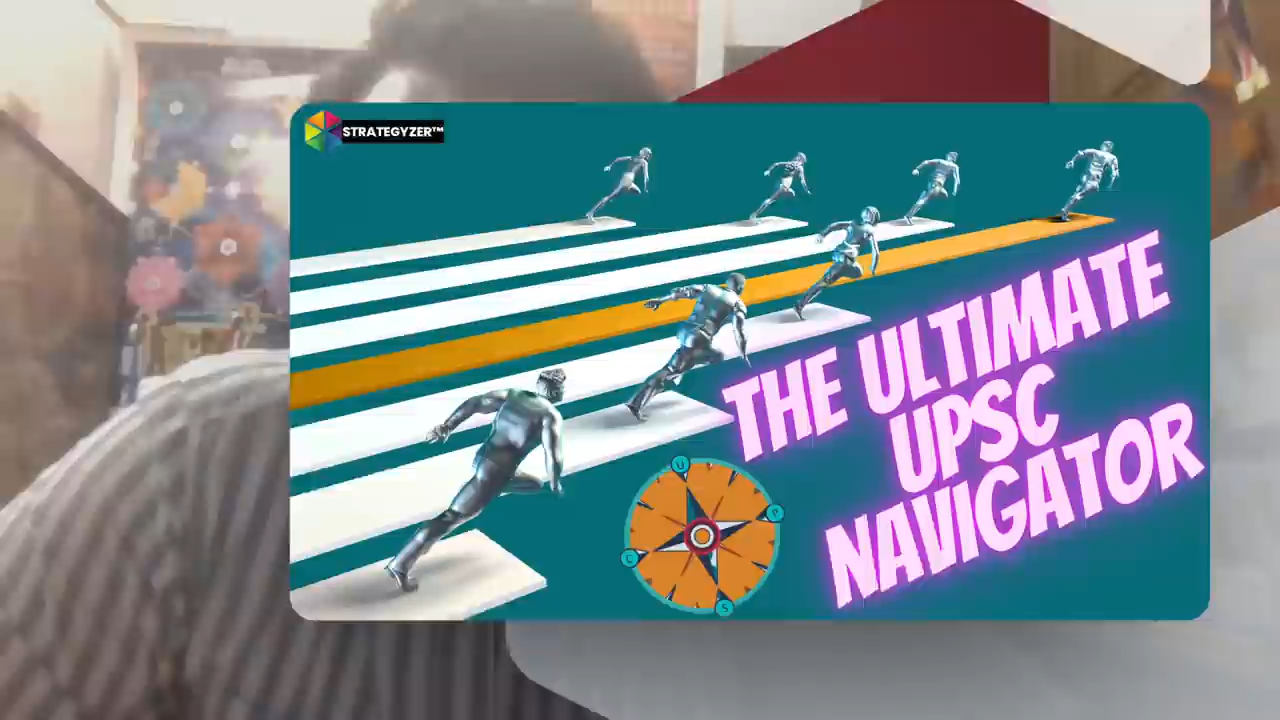 STRATEGYZER™
THE ULTIMATE
UPSC
NAVIGATOR
U
P
C
S